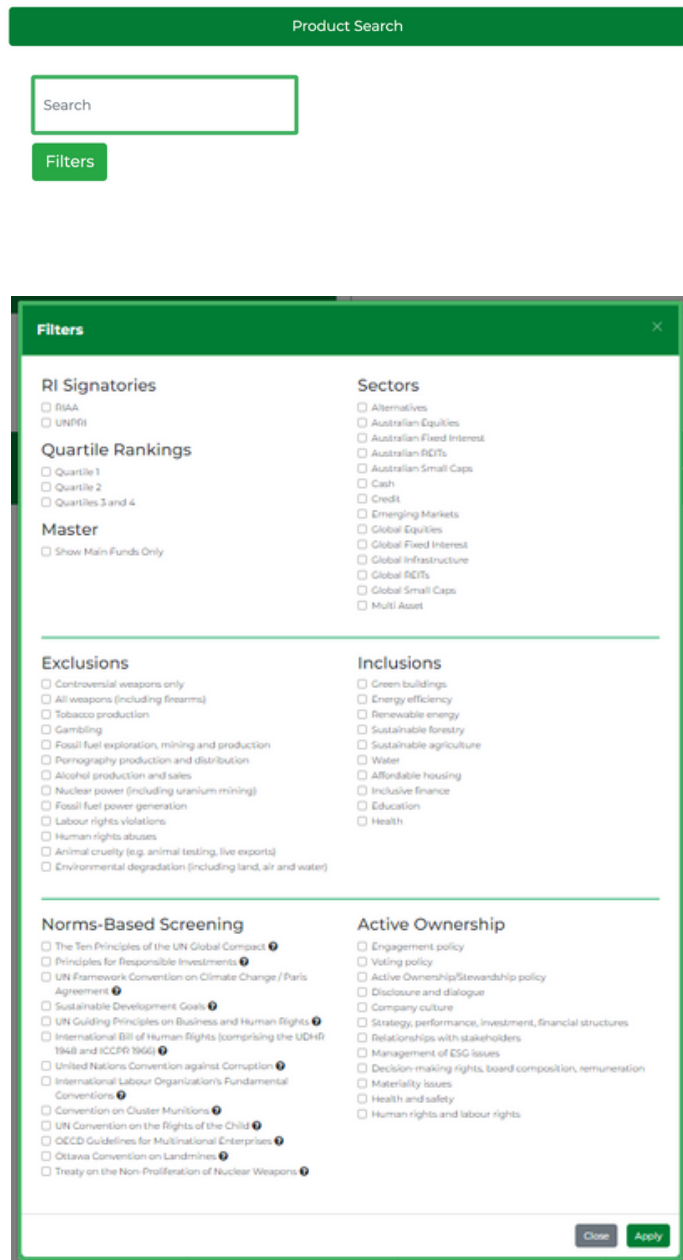 Product Search
Search
Filters
Filters
RI Signatories
RIAA
UNPRI
Quartile Rankings
Quartile 1
Quartile 2
Quartiles 3 and 4
Master
Show Main Funds Only
Sectors
Alternatives
Australian Equities
Australian Fixed Interest
Australian REITs
Australian Small Caps
Cash
Credit
Emerging Markets
Global Equities
Global Fixed Interest
Global Infrastructure
Global REITs
Global Small Caps
Multi Asset
Exclusions
Controversial weapons only
All weapons (including firearms)
Tobacco production
Gambling
Fossil fuel exploration, mining and production
Pornography production and distribution
Alcohol production and sales
Nuclear power (including uranium mining)
Fossil fuel power generation
Labour rights violations
Human rights abuses
Animal cruelty (e.g. animal testing, live exports)
Environmental degradation (including land, air and water)
Inclusions
Green buildings
Energy efficiency
Renewable energy
Sustainable forestry
Sustainable agriculture
Water
Affordable housing
Inclusive finance
Education
Health
Norms-Based Screening
The Ten Principles of the UN Global Compact
Principles for Responsible Investments
UN Framework Convention on Climate Change / Paris
Agreement
Sustainable Development Goals
UN Guiding Principles on Business and Human Rights
International Bill of Human Rights (comprising the UDHR
1948 and ICCPR 1966)
United Nations Convention against Corruption
International Labour Organization's Fundamental
Conventions
Convention on Cluster Munitions
UN Convention on the Rights of the Child
OECD Guidelines for Multinational Enterprises
Ottawa Convention on Landmines
Treaty on the Non-Proliferation of Nuclear Weapons
Active Ownership
Engagement policy
Voting policy
Active Ownership/Stewardship policy
Disclosure and dialogue
Company culture
Strategy, performance, investment, financial structures
Relationships with stakeholders
Management of ESG issues
Decision-making rights, board composition, remuneration
Materiality issues
Health and safety
Human rights and labour rights
Close
Apply